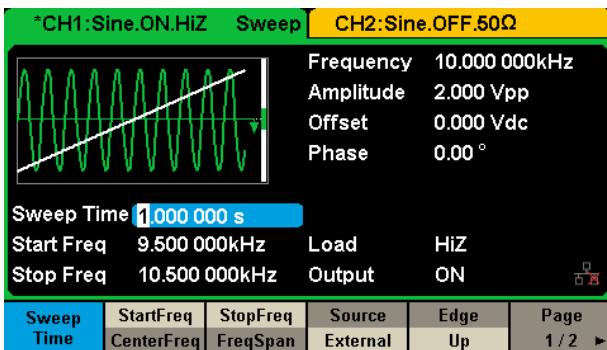 *CH1:Sine.ON.HiZ Sweep CH2:Sine.OFF.50Ω
Frequency 10.000 000kHz
Amplitude 2.000 Vpp
Offset 0.000 Vdc
Phase 0.00 °
Sweep Time 1.000 000 s
Start Freq 9.500 000kHz Load HiZ
Stop Freq 10.500 000kHz Output ON
Sweep StartFreq StopFreq Source Edge Page
Time CenterFreq FreqSpan External Up 1/2 ►